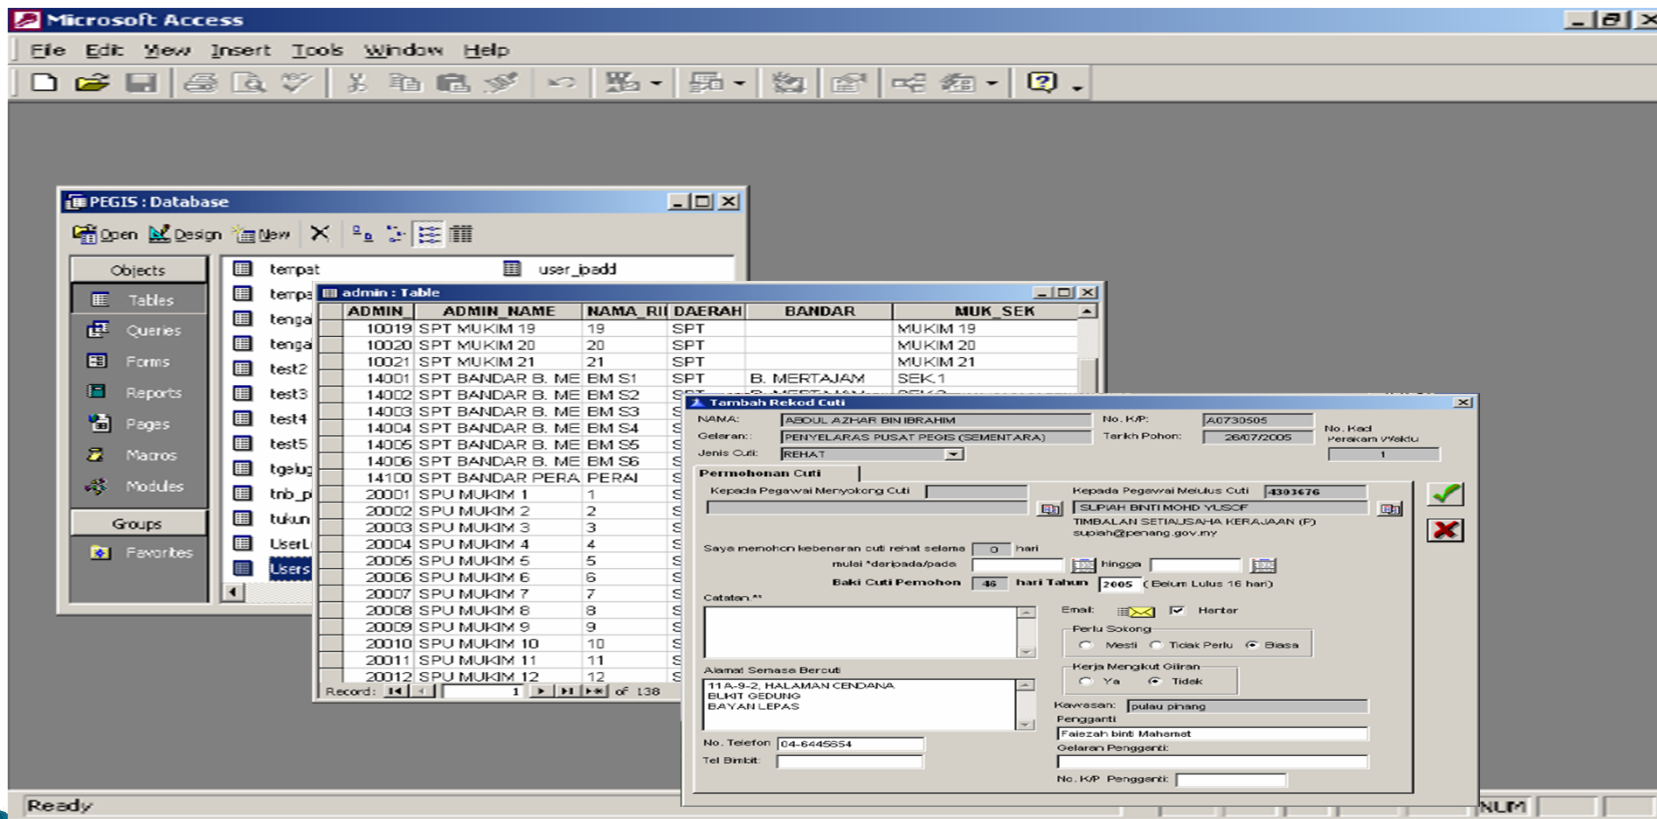 Microsoft Access
File Edit View Insert Tools Window Help
PEGIS : Database
Open Design New
Objects
Tables
Queries
Forms
Reports
Pages
Macros
Modules
Groups
Favorites
tempat user_ipadd
tempa
tenga
tenga
test2
test3
test4
test5
tgelug
tnb_p
tukun
UserL
Users
admin : Table
ADMIN_ ADMIN_NAME NAMA_RI DAERAH BANDAR MUK_SEK
10019 SPT MUKIM 19 19 SPT MUKIM 19
10020 SPT MUKIM 20 20 SPT MUKIM 20
10021 SPT MUKIM 21 21 SPT MUKIM 21
14001 SPT BANDAR B. ME BM S1 SPT B. MERTAJAM SEK.1
14002 SPT BANDAR B. ME BM S2
14003 SPT BANDAR B. ME BM S3 S
14004 SPT BANDAR B. ME BM S4 S
14005 SPT BANDAR B. ME BM S5 S
14006 SPT BANDAR B. ME BM S6 S
14100 SPT BANDAR PERA PERAI S
20001 SPU MUKIM 1 1 S
20002 SPU MUKIM 2 2 S
20003 SPU MUKIM 3 3 S
20004 SPU MUKIM 4 4 S
20005 SPU MUKIM 5 5 S
20006 SPU MUKIM 6 6 S
20007 SPU MUKIM 7 7 S
20008 SPU MUKIM 8 8 S
20009 SPU MUKIM 9 9 S
20010 SPU MUKIM 10 10 S
20011 SPU MUKIM 11 11 S
20012 SPU MUKIM 12 12 S
Record: 1 of 138
Tambah Rekod Cuti
NAMA: ABDUL AZHAR BIN IBRAHIM No. K/P: A0730505
Gelaran: PENYELARAS PUSAT PEGIS (SEMENTARA) Tarikh Pohon: 26/07/2005
No. Kad
Perakam Waktu
1
Jenis Cuti: REHAT
Permohonan Cuti
Kepada Pegawai Menyokong Cuti Kepada Pegawai Melulus Cuti 4303676
SUPIAH BINTI MOHD YUSOF
TIMBALAN SETIAUSAHA KERAJAAN (P)
supiah@penang.gov.my
Saya memohon kebenaran cuti rehat selama 0 hari
mulai *daripada/pada hingga
Baki Cuti Pemohon 46 hari Tahun 2005 ( Belum Lulus 16 hari)
Catatan **
Email: Hantar
Perlu Sokong
Mesti Tidak Perlu Biasa
Alamat Semasa Bercuti
11A-9-2, HALAMAN CENDANA
BUKIT GEDUNG
BAYAN LEPAS
Kerja Mengikut Giliran
Ya Tidak
Kawasan: pulau pinang
Pengganti
Faiezah binti Mahamat
Gelaran Pengganti:
No. Telefon 04-6445654
Tel Bimbit:
No. K/P Pengganti:
Ready NUM